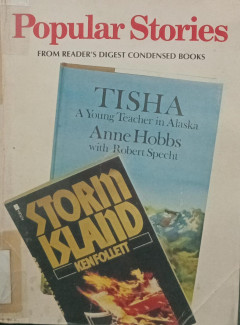 Popular Stories
FROM READER'S DIGEST CONDENSED BOOKS
TISHA
A Young Teacher in Alaska
Anne Hobbs
with Robert Specht
STORM
ISLAND
KEN FOLLETT